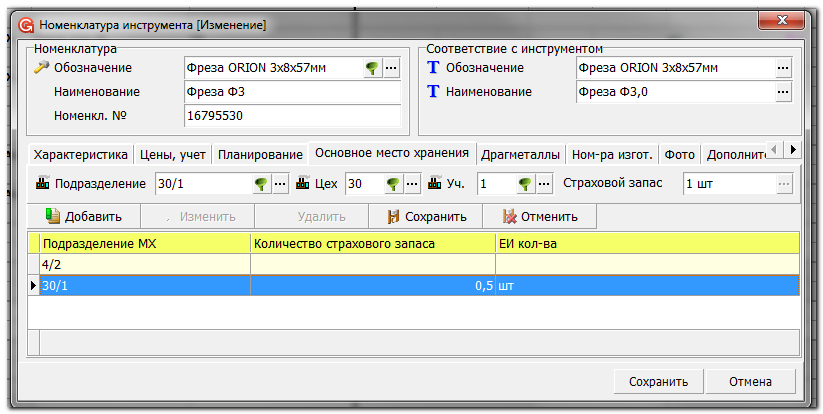 Номенклатура инструмента [Изменение]
Номенклатура
Соответствие с инструментом
Обозначение Фреза ORION 3х8х57мм ...
T Обозначение Фреза ORION 3х8х57мм ...
Наименование Фреза Ф3
T Наименование Фреза Ф3,0 ...
Номенкл. № 16795530
Характеристика Цены, учет Планирование Основное место хранения Драгметаллы Ном-ра изгот. Фото Дополните
Подразделение 30/1 ... Цех 30 ... Уч. 1 ... Страховой запас 1 шт ...
Добавить Изменить Удалить Сохранить Отменить
Подразделение МХ Количество страхового запаса ЕИ кол-ва
4/2
30/1 0,5 шт
Сохранить Отмена